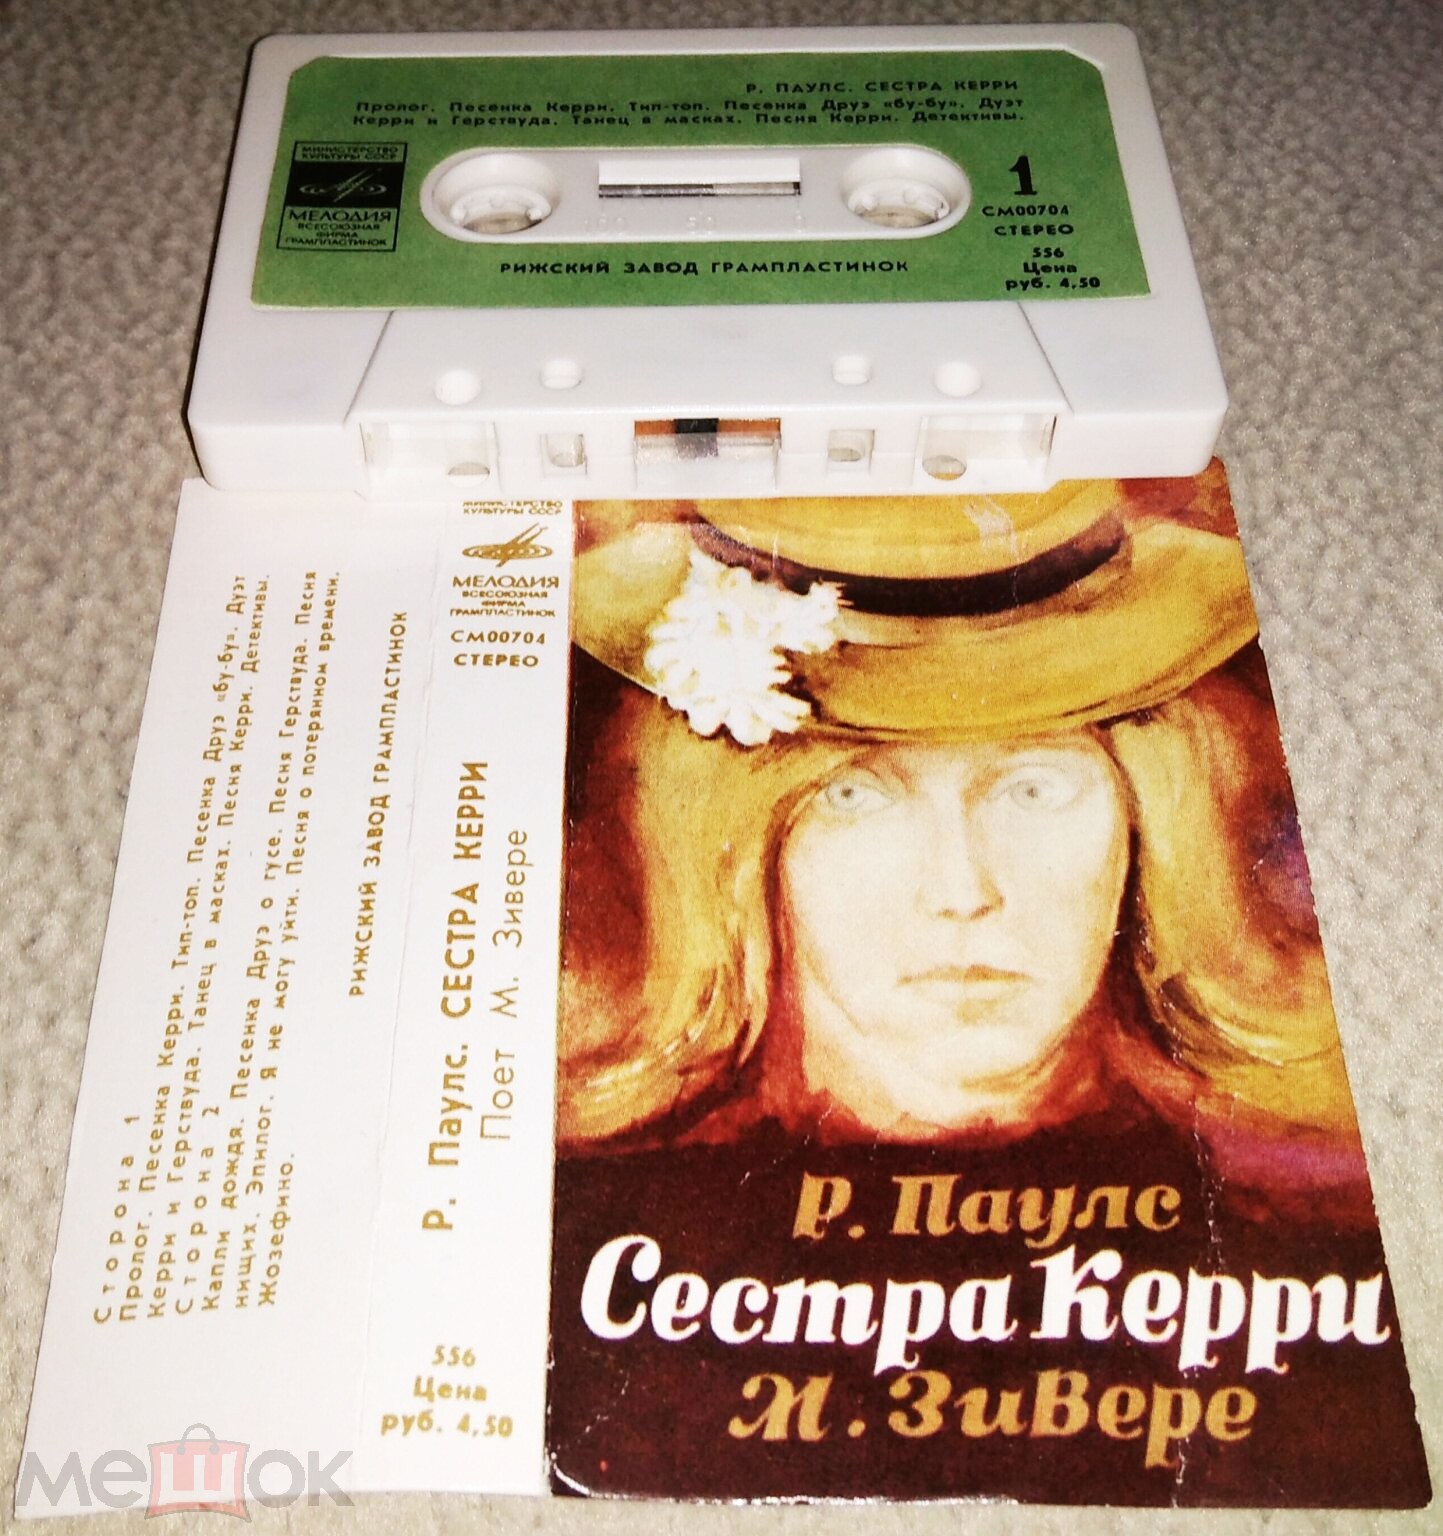 Р. ПАУЛС. СЕСТРА КЕРРИ
Пролог. Песенка Керри. Тип-топ. Песенка Друэ «бу-бу». Дуэт
Керри и Герствуда. Танец в масках. Песня Керри. Детективы.
МИНИСТЕРСТВО
КУЛЬТУРЫ СССР
МЕЛОДИЯ
ВСЕСОЮЗНАЯ
ФИРМА
ГРАМПЛАСТИНОК
1
СМ00704
СТЕРЕО
556
Цена
руб. 4,50
РИЖСКИЙ ЗАВОД ГРАМПЛАСТИНОК
Сторона 1
Пролог. Песенка Керри. Тип-топ. Песенка Друэ «бу-бу». Дуэт
Керри и Герствуда. Танец в масках. Песня Керри. Детективы.
Сторона 2
Капли дождя. Песенка Друэ о гусе. Песня Герствуда. Песня
нищих. Эпилог. Я не могу уйти. Песня о потерянном времени.
Жозефино.
РИЖСКИЙ ЗАВОД ГРАМПЛАСТИНОК
МИНИСТЕРСТВО
КУЛЬТУРЫ СССР
МЕЛОДИЯ
ВСЕСОЮЗНАЯ
ФИРМА
ГРАМПЛАСТИНОК
СМ00704
СТЕРЕО
Р. Паулс. СЕСТРА КЕРРИ
Поет М. Зивере
556
Цена
руб. 4,50
Р. Паулс
Сестра Керри
М. Зивере
мешок